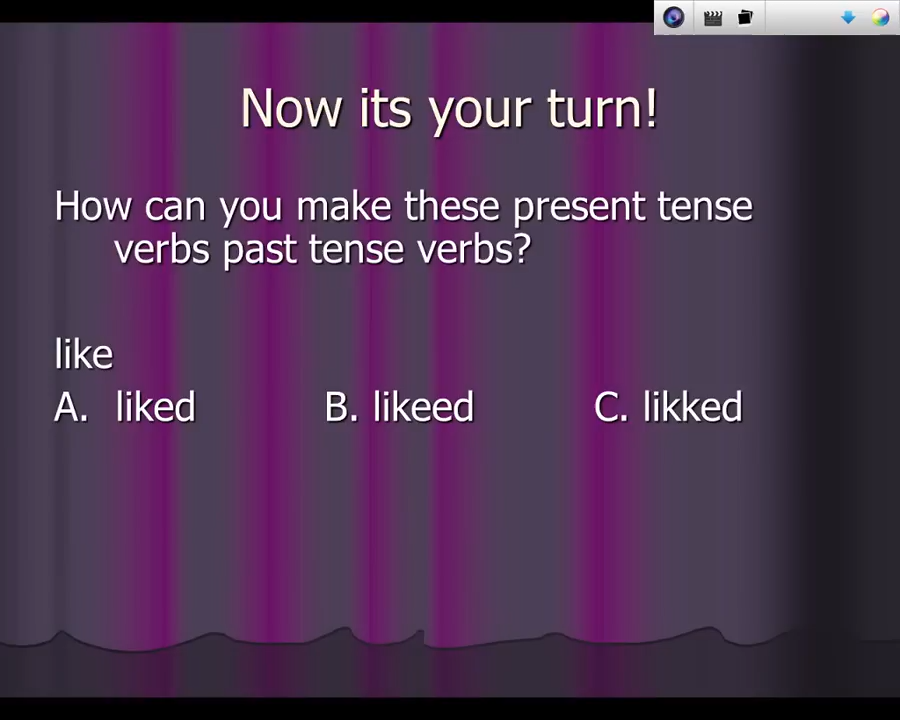 Now its your turn!
How can you make these present tense
verbs past tense verbs?
like
A. liked B. likeed C. likked